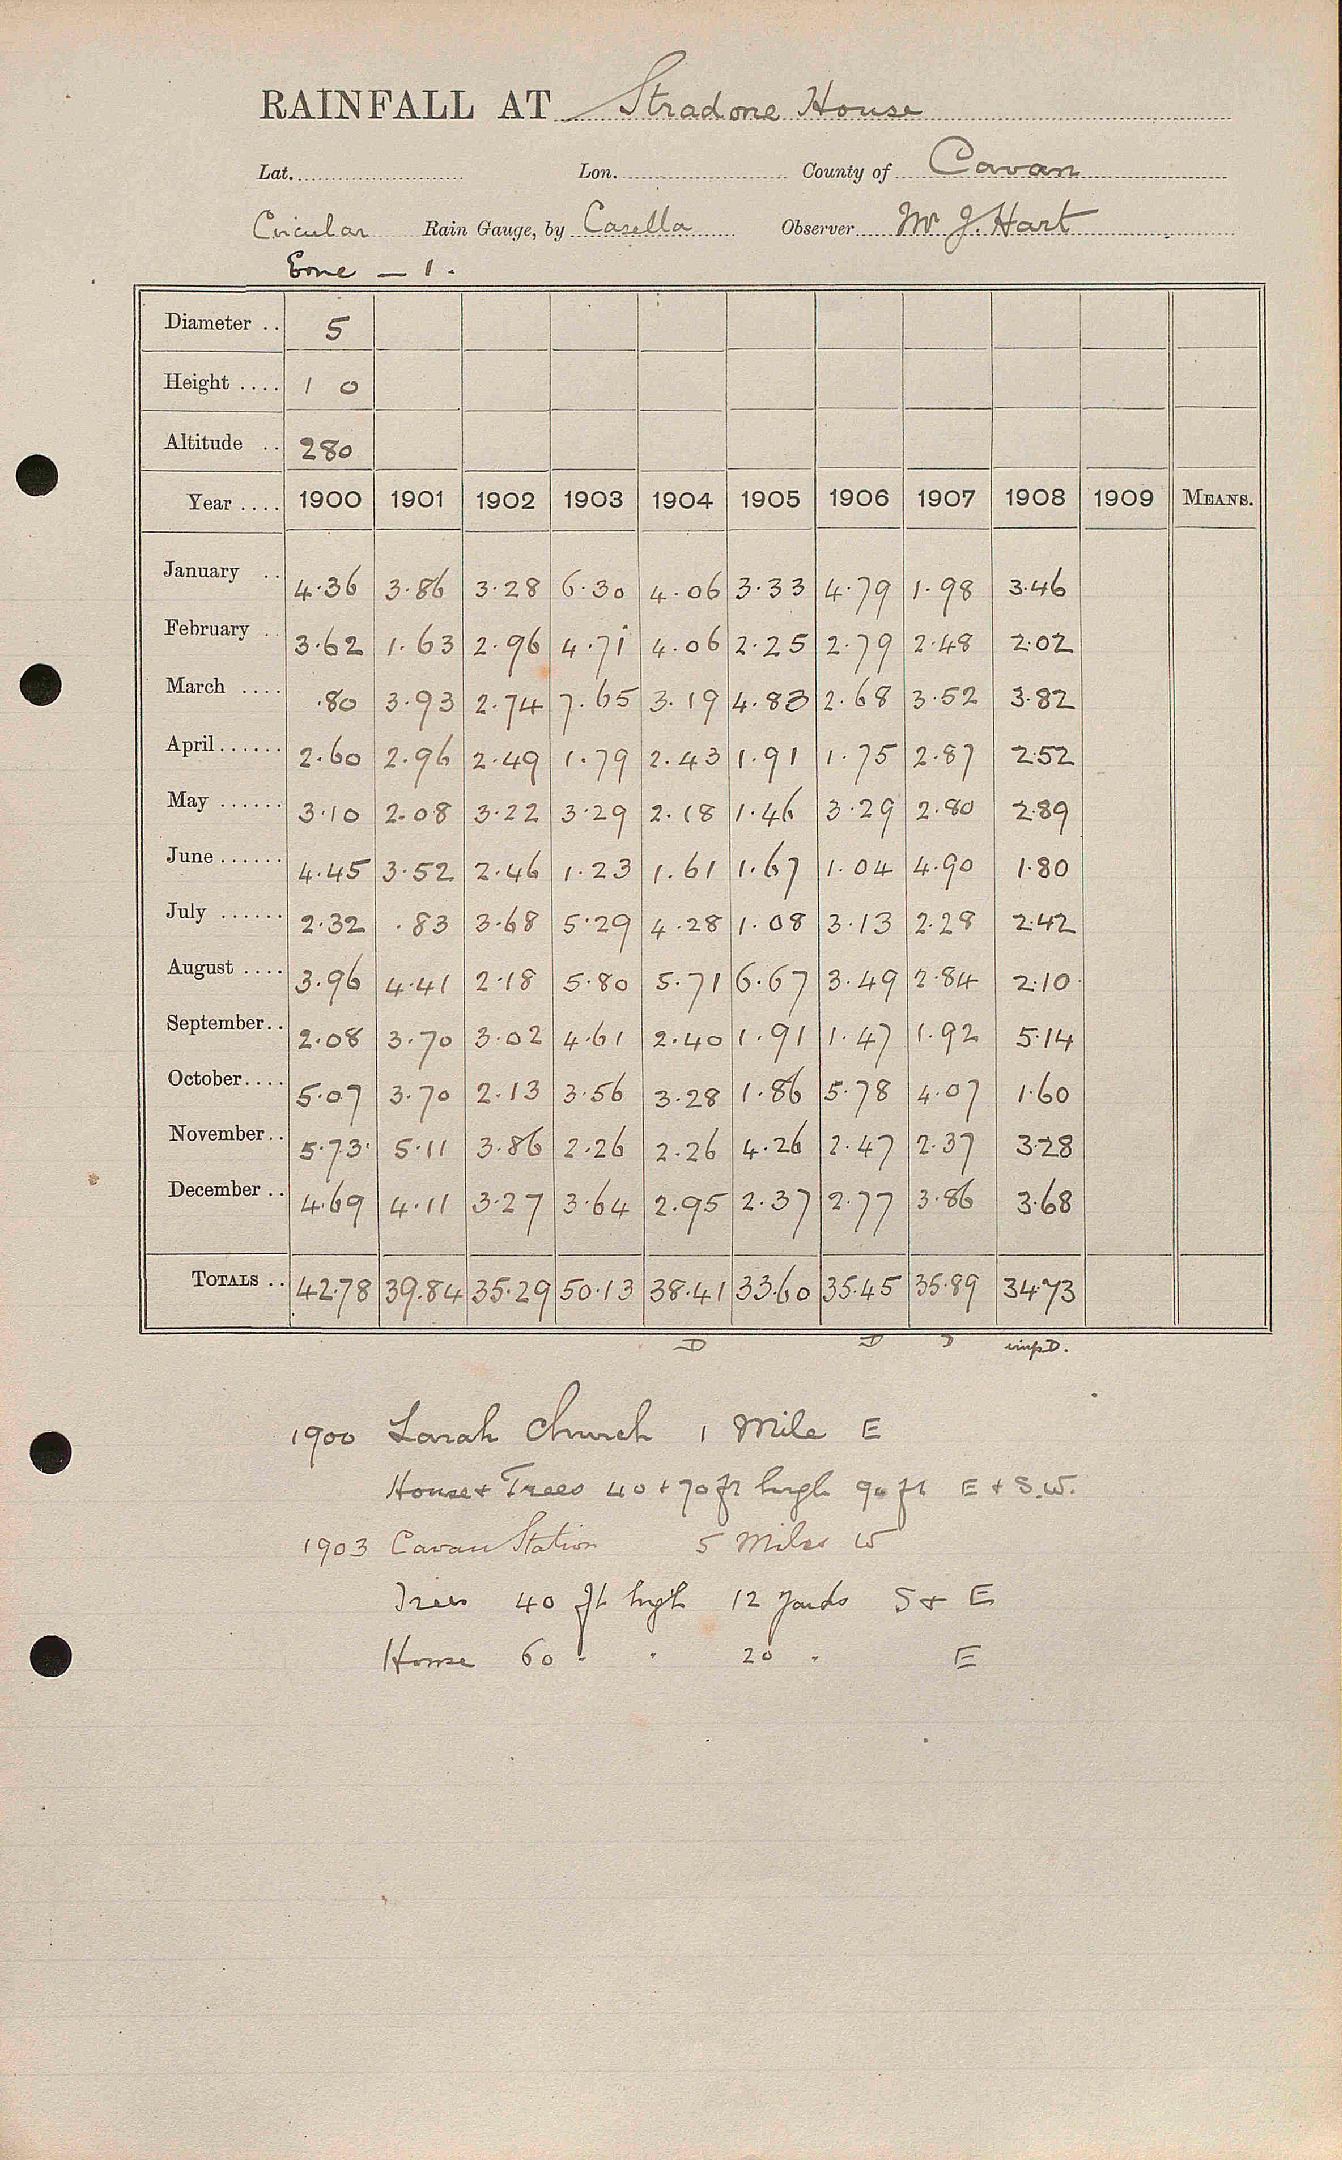 RAINFALL AT Stradone House
Lat. Lon. County of Cavan
Circular Rain Gauge, by Casella Observer Mr J. Hart
Erne — 1.
Diameter .. 5
Height .... 1 0
Altitude .. 280
Year .... 1900 1901 1902 1903 1904 1905 1906 1907 1908 1909 MEANS.
January .. 4.36 3.86 3.28 6.30 4.06 3.33 4.79 1.98 3.46
February .. 3.62 1.63 2.96 4.71 4.06 2.25 2.79 2.48 2.02
March .... .80 3.93 2.74 7.65 3.19 4.83 2.68 3.52 3.82
April ...... 2.60 2.96 2.49 1.79 2.43 1.91 1.75 2.87 2.52
May ...... 3.10 2.08 3.22 3.29 2.18 1.46 3.29 2.80 2.89
June ...... 4.45 3.52 2.46 1.23 1.61 1.67 1.04 4.90 1.80
July ...... 2.32 .83 3.68 5.29 4.28 1.08 3.13 2.28 2.42
August .... 3.96 4.41 2.18 5.80 5.71 6.67 3.49 2.84 2.10
September .. 2.08 3.70 3.02 4.61 2.40 1.91 1.47 1.92 5.14
October .... 5.07 3.70 2.13 3.56 3.28 1.86 5.78 4.07 1.60
November .. 5.73 5.11 3.86 2.26 2.26 4.26 2.47 2.37 3.28
December .. 4.69 4.11 3.27 3.64 2.95 2.37 2.77 3.86 3.68
TOTALS .. 42.78 39.84 35.29 50.13 38.41 33.60 35.45 35.89 34.73
D D D D.
1900 Larah Church 1 Mile E
House + Trees 40 + 70 ft high 90 ft E + S.W.
1903 Cavan Station 5 Miles W
Trees 40 ft high 12 yards S + E
House 60 " " 20 " E